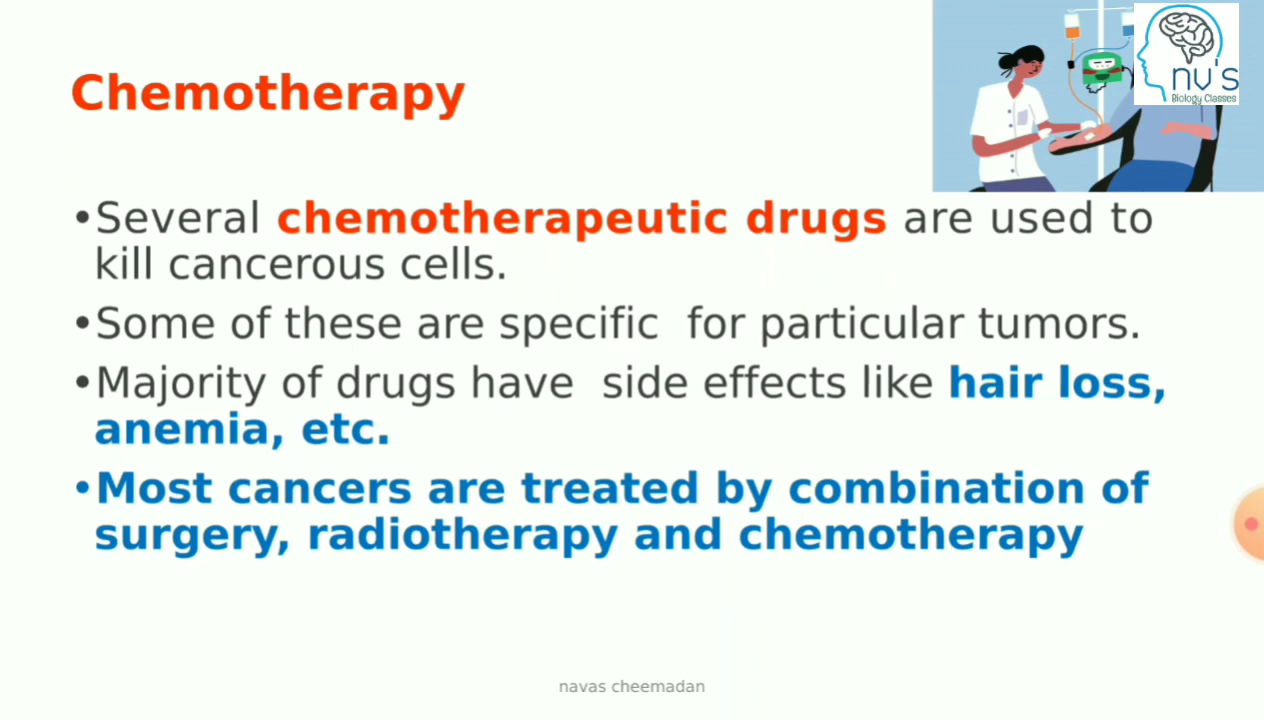 nv's
Biology Classes
Chemotherapy
•Several chemotherapeutic drugs are used to
kill cancerous cells.
•Some of these are specific  for particular tumors.
•Majority of drugs have  side effects like hair loss,
anemia, etc.
•Most cancers are treated by combination of
surgery, radiotherapy and chemotherapy
navas cheemadan